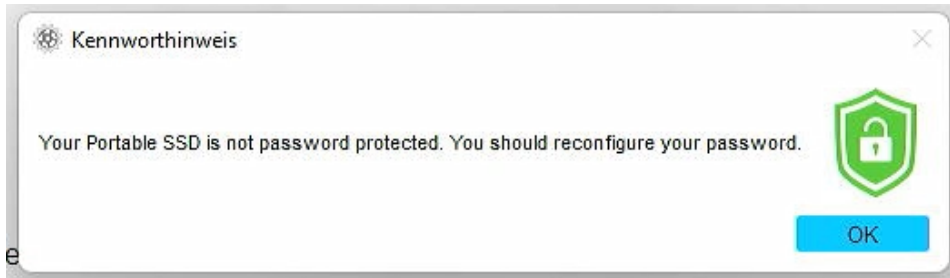 Kennworthinweis
Your Portable SSD is not password protected. You should reconfigure your password.
OK
e